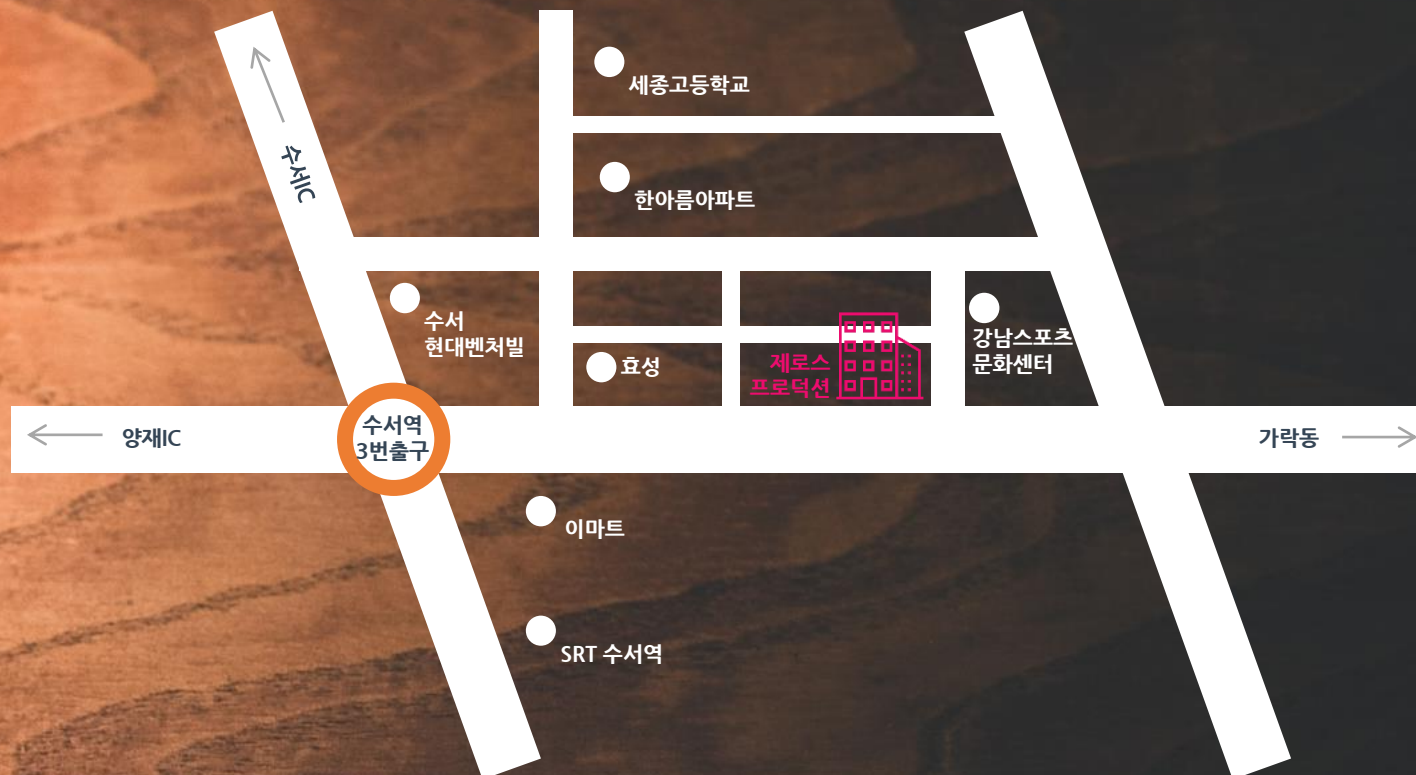 세종고등학교
수서IC
한아름아파트
수서
현대벤처빌
효성
제로스
프로덕션
강남스포츠
문화센터
양재IC
수서역
3번출구
가락동
이마트
SRT 수서역